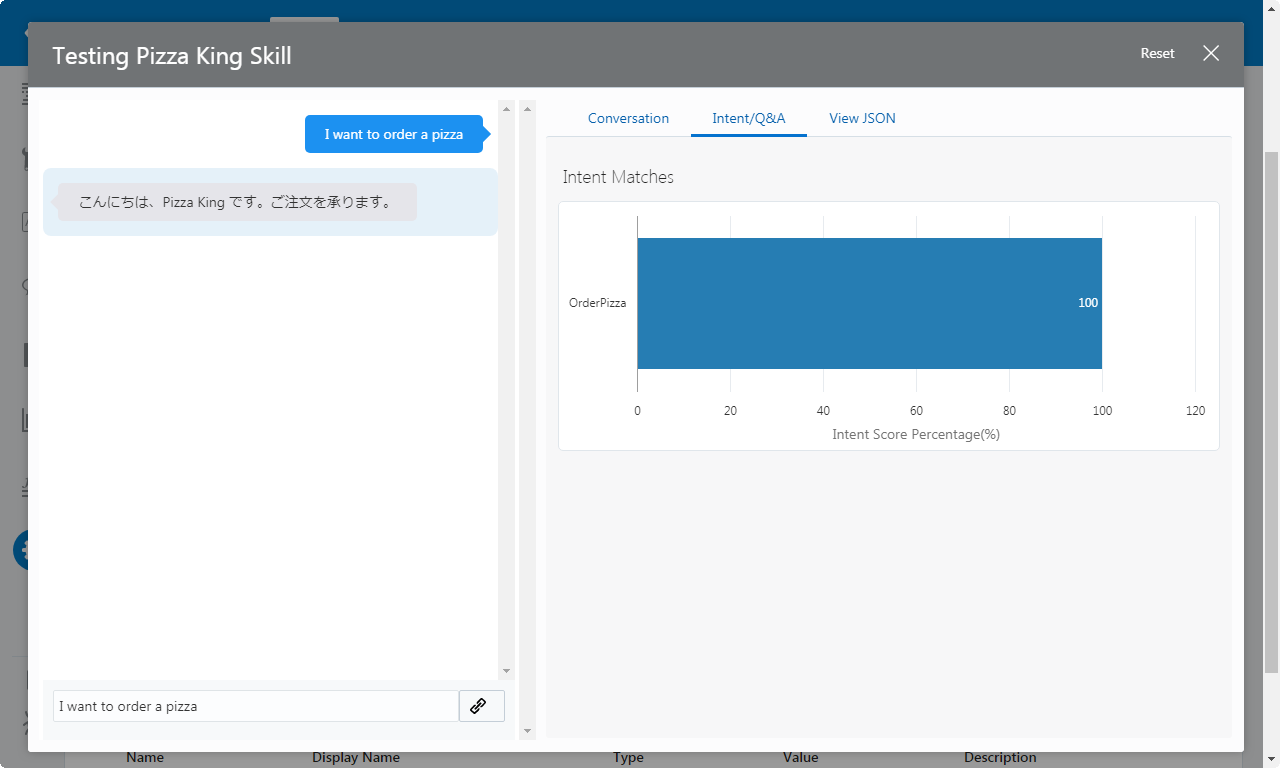 Testing Pizza King Skill
Reset
I want to order a pizza
こんにちは、Pizza King です。ご注文を承ります。
I want to order a pizza
Conversation
Intent/Q&A
View JSON
Intent Matches
OrderPizza
100
0 20 40 60 80 100 120
Intent Score Percentage(%)
Name Display Name Type Value Description